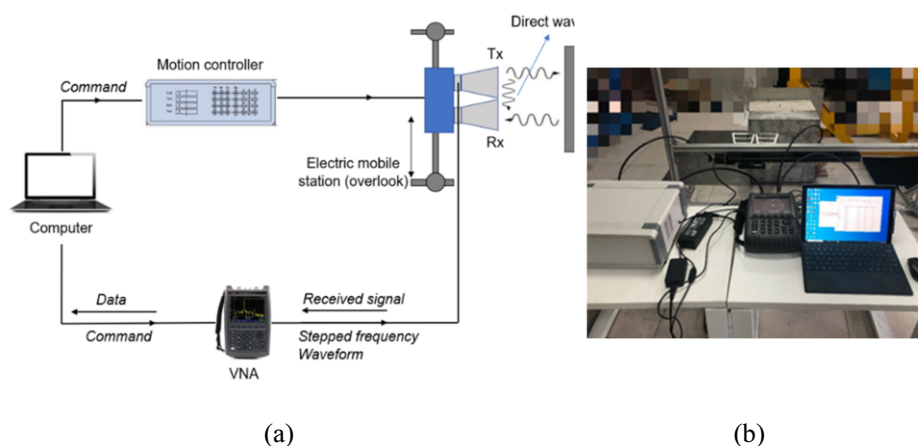 Direct wav
Tx
Motion controller
Command
Rx
Electric mobile
station (overlook)
Computer
Data
Received signal
Command
Stepped frequency
Waveform
VNA
(a)
(b)